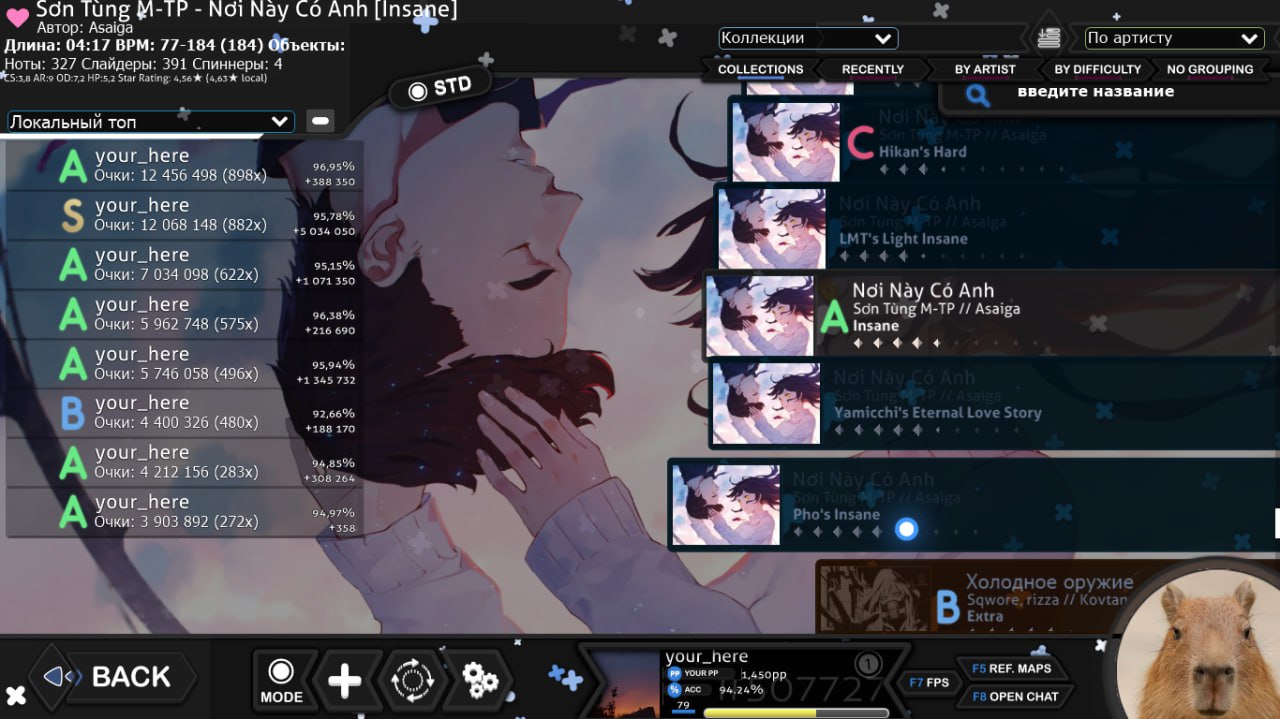 Sơn Tùng M-TP - Nơi Này Có Anh [Insane]
Автор: Asaiga
Длина: 04:17 BPM: 77-184 (184) Объекты:
Ноты: 327 Слайдеры: 391 Спиннеры: 4
CS:3,8 AR:9 OD:7,2 HP:5,2 Star Rating: 4,56★ (4,63★ local)
Локальный топ
STD
Коллекции
По артисту
COLLECTIONS
RECENTLY
BY ARTIST
BY DIFFICULTY
NO GROUPING
введите название
A your_here
Очки: 12 456 498 (898x)
96,95%
+388 350
S your_here
Очки: 12 068 148 (882x)
95,78%
+5 034 050
A your_here
Очки: 7 034 098 (622x)
95,15%
+1 071 350
A your_here
Очки: 5 962 748 (575x)
96,38%
+216 690
A your_here
Очки: 5 746 058 (496x)
95,94%
+1 345 732
B your_here
Очки: 4 400 326 (480x)
92,66%
+188 170
A your_here
Очки: 4 212 156 (283x)
94,85%
+308 264
A your_here
Очки: 3 903 892 (272x)
94,97%
+358
C
Nơi Này Có Anh
Sơn Tùng M-TP // Asaiga
Hikan's Hard
Nơi Này Có Anh
Sơn Tùng M-TP // Asaiga
LMT's Light Insane
A
Nơi Này Có Anh
Sơn Tùng M-TP // Asaiga
Insane
Nơi Này Có Anh
Sơn Tùng M-TP // Asaiga
Yamicchi's Eternal Love Story
Nơi Này Có Anh
Sơn Tùng M-TP // Asaiga
Pho's Insane
B
Холодное оружие
Sqwore, rizza // Kovtan
Extra
BACK
MODE
your_here
PP YOUR PP 1,450pp
% ACC 94.24%
79
1
F7 FPS
F5 REF. MAPS
F8 OPEN CHAT